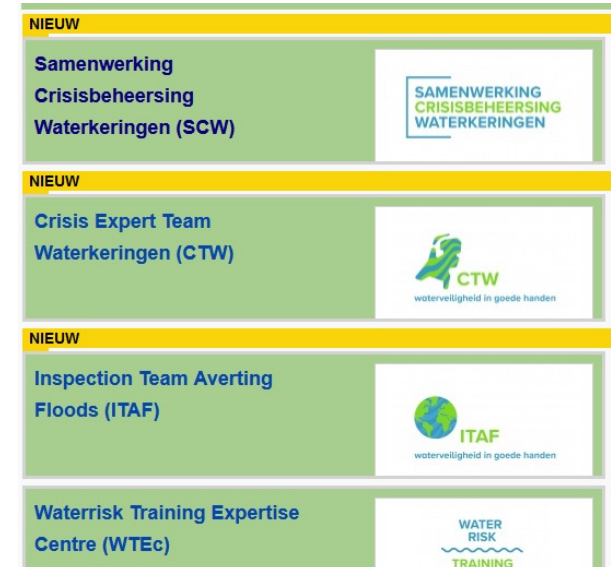 NIEUW
Samenwerking
Crisisbeheersing
Waterkeringen (SCW)
SAMENWERKING
CRISISBEHEERSING
WATERKERINGEN
NIEUW
Crisis Expert Team
Waterkeringen (CTW)
CTW
waterveiligheid in goede handen
NIEUW
Inspection Team Averting
Floods (ITAF)
ITAF
waterveiligheid in goede handen
Waterrisk Training Expertise
Centre (WTEc)
WATER
RISK
TRAINING